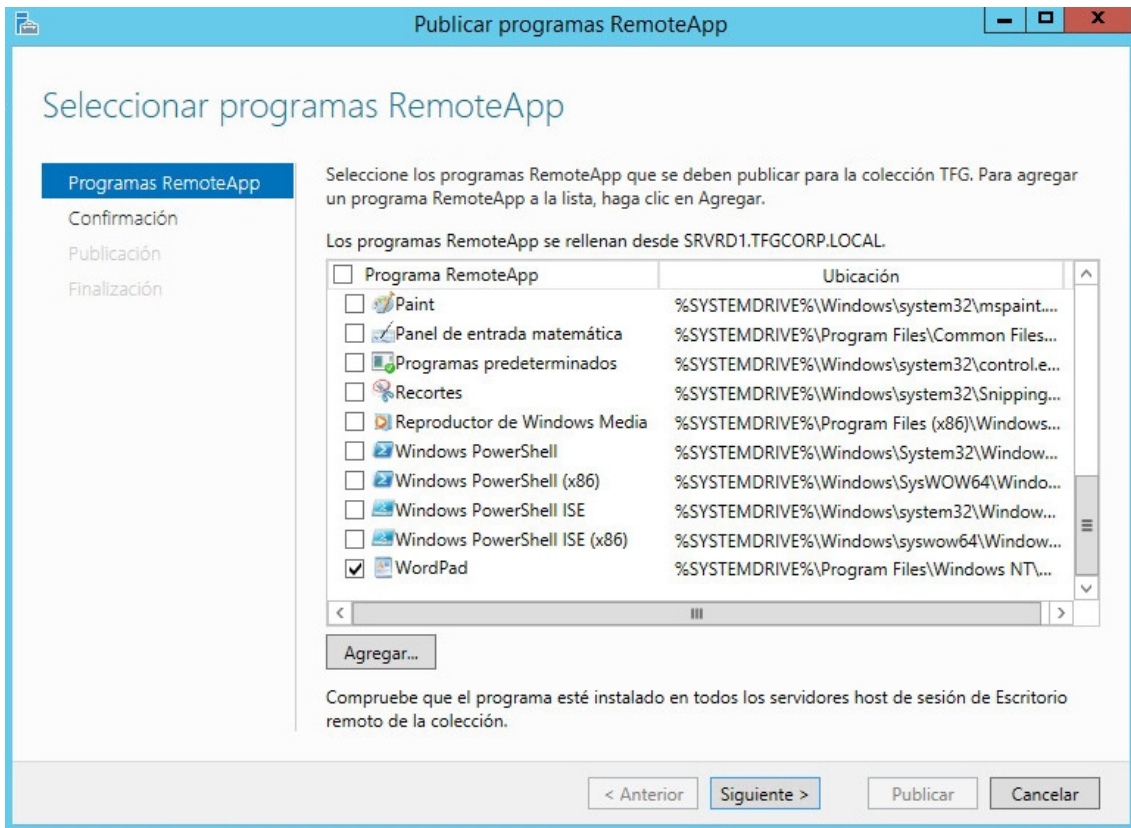 Publicar programas RemoteApp
Seleccionar programas RemoteApp
Programas RemoteApp
Confirmación
Publicación
Finalización
Seleccione los programas RemoteApp que se deben publicar para la colección TFG. Para agregar
un programa RemoteApp a la lista, haga clic en Agregar.
Los programas RemoteApp se rellenan desde SRVRD1.TFGCORP.LOCAL.
Programa RemoteApp Ubicación
Paint %SYSTEMDRIVE%\Windows\system32\mspaint....
Panel de entrada matemática %SYSTEMDRIVE%\Program Files\Common Files...
Programas predeterminados %SYSTEMDRIVE%\Windows\system32\control.e...
Recortes %SYSTEMDRIVE%\Windows\system32\Snipping...
Reproductor de Windows Media %SYSTEMDRIVE%\Program Files (x86)\Windows...
Windows PowerShell %SYSTEMDRIVE%\Windows\System32\Window...
Windows PowerShell (x86) %SYSTEMDRIVE%\Windows\SysWOW64\Windo...
Windows PowerShell ISE %SYSTEMDRIVE%\Windows\system32\Window...
Windows PowerShell ISE (x86) %SYSTEMDRIVE%\Windows\syswow64\Window...
WordPad %SYSTEMDRIVE%\Program Files\Windows NT\...
Agregar...
Compruebe que el programa esté instalado en todos los servidores host de sesión de Escritorio
remoto de la colección.
< Anterior Siguiente > Publicar Cancelar